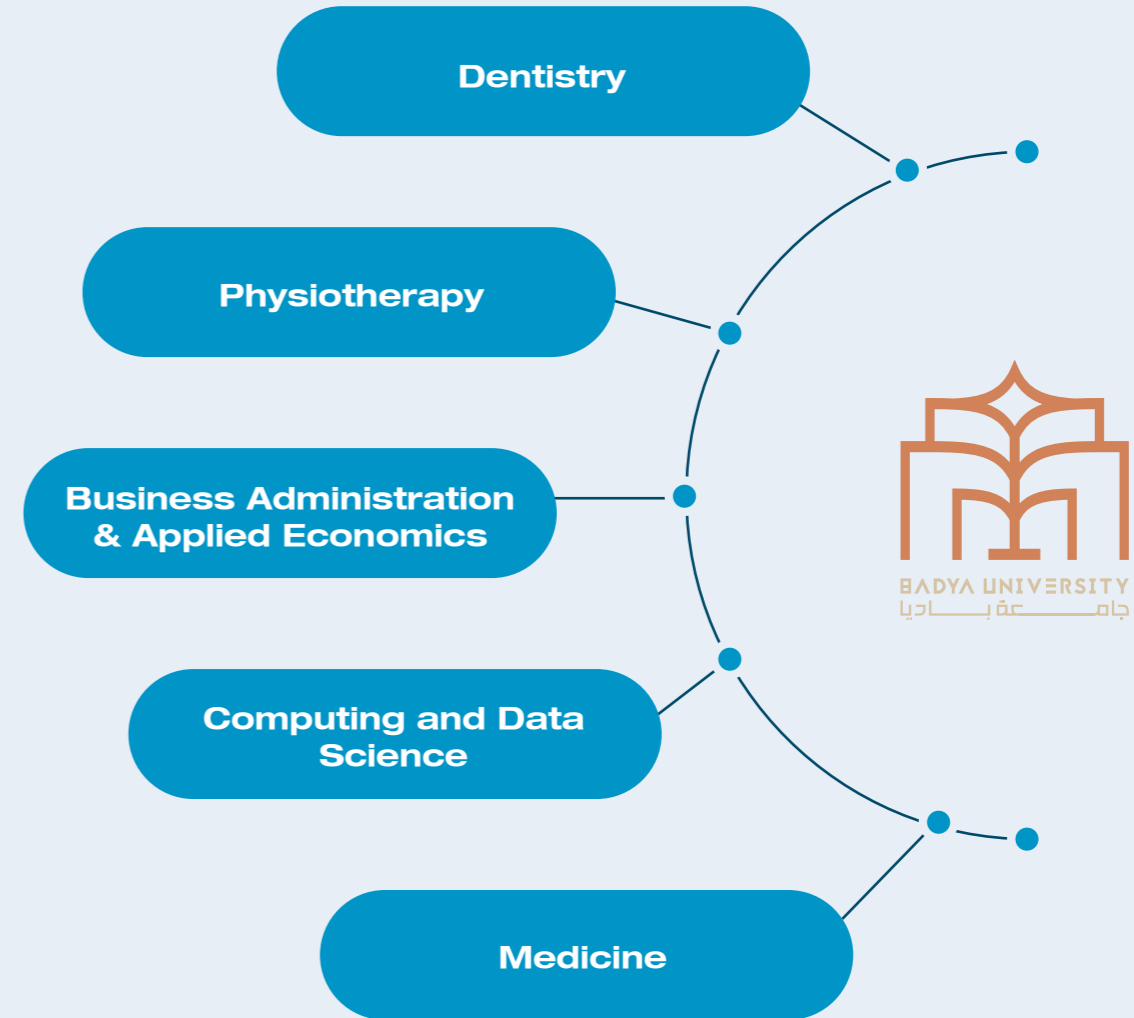 Dentistry
Physiotherapy
Business Administration
& Applied Economics
Computing and Data
Science
Medicine
BADYA UNIVERSITY
جامعة باديا